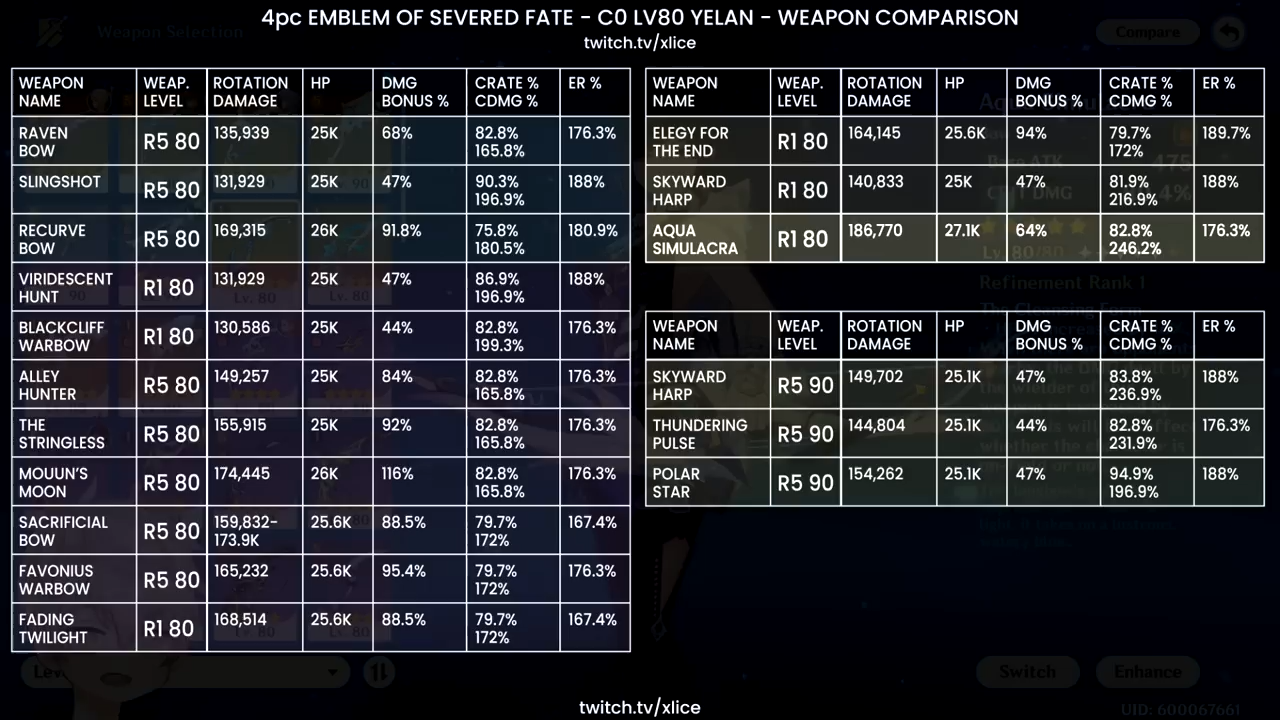 4pc EMBLEM OF SEVERED FATE - C0 LV80 YELAN - WEAPON COMPARISON
twitch.tv/xlice
Weapon Selection
Compare
WEAPON NAME WEAP. LEVEL ROTATION DAMAGE HP DMG BONUS % CRATE % CDMG % ER %
RAVEN BOW R5 80 135,939 25K 68% 82.8% 165.8% 176.3%
SLINGSHOT R5 80 131,929 25K 47% 90.3% 196.9% 188%
RECURVE BOW R5 80 169,315 26K 91.8% 75.8% 180.5% 180.9%
VIRIDESCENT HUNT R1 80 131,929 25K 47% 86.9% 196.9% 188%
BLACKCLIFF WARBOW R1 80 130,586 25K 44% 82.8% 199.3% 176.3%
ALLEY HUNTER R5 80 149,257 25K 84% 82.8% 165.8% 176.3%
THE STRINGLESS R5 80 155,915 25K 92% 82.8% 165.8% 176.3%
MOUUN'S MOON R5 80 174,445 26K 116% 82.8% 165.8% 176.3%
SACRIFICIAL BOW R5 80 159,832-173.9K 25.6K 88.5% 79.7% 172% 167.4%
FAVONIUS WARBOW R5 80 165,232 25.6K 95.4% 79.7% 172% 176.3%
FADING TWILIGHT R1 80 168,514 25.6K 88.5% 79.7% 172% 167.4%
WEAPON NAME WEAP. LEVEL ROTATION DAMAGE HP DMG BONUS % CRATE % CDMG % ER %
ELEGY FOR THE END R1 80 164,145 25.6K 94% 79.7% 172% 189.7%
SKYWARD HARP R1 80 140,833 25K 47% 81.9% 216.9% 188%
AQUA SIMULACRA R1 80 186,770 27.1K 64% 82.8% 246.2% 176.3%
Refinement Rank 1
WEAPON NAME WEAP. LEVEL ROTATION DAMAGE HP DMG BONUS % CRATE % CDMG % ER %
SKYWARD HARP R5 90 149,702 25.1K 47% 83.8% 236.9% 188%
THUNDERING PULSE R5 90 144,804 25.1K 44% 82.8% 231.9% 176.3%
POLAR STAR R5 90 154,262 25.1K 47% 94.9% 196.9% 188%
Switch
Enhance
twitch.tv/xlice
UID: 600067661